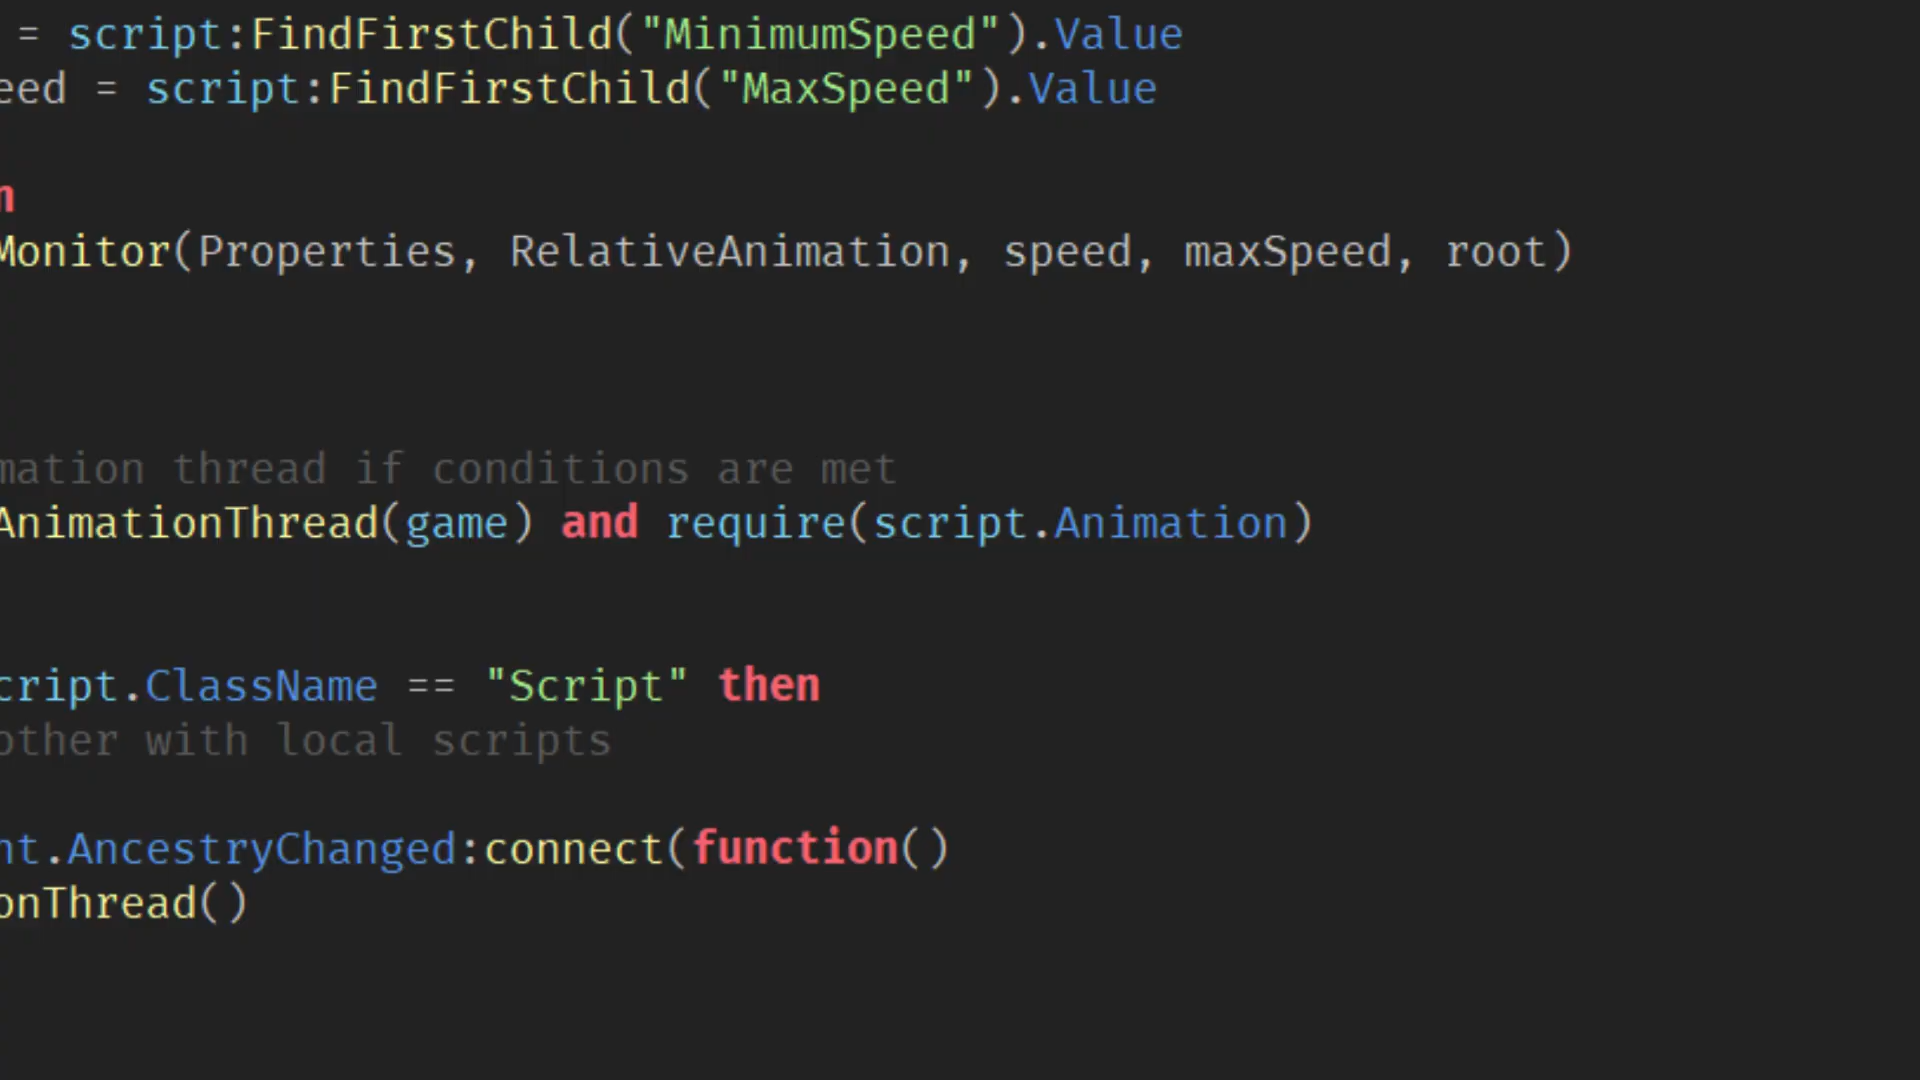 = script:FindFirstChild("MinimumSpeed").Value
eed = script:FindFirstChild("MaxSpeed").Value
n
Monitor(Properties, RelativeAnimation, speed, maxSpeed, root)
mation thread if conditions are met
AnimationThread(game) and require(script.Animation)
cript.ClassName == "Script" then
other with local scripts
nt.AncestryChanged:connect(function()
onThread()